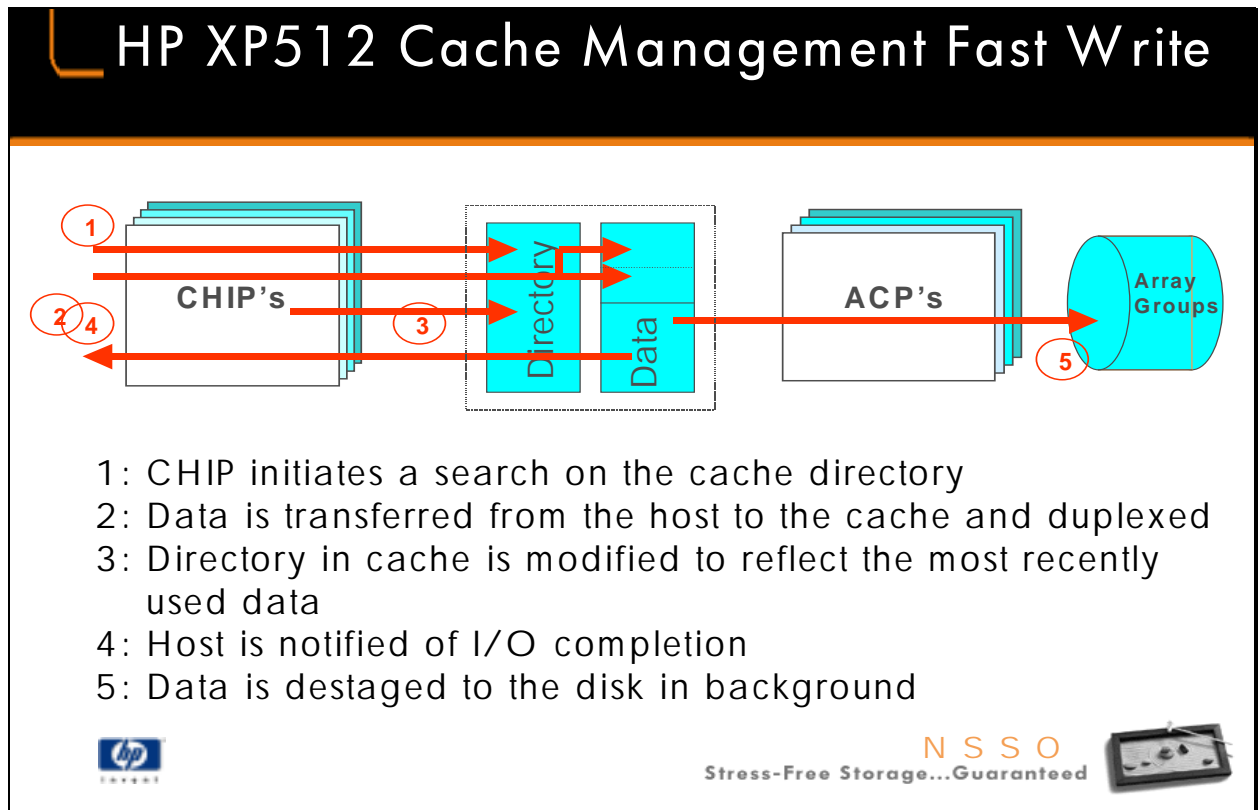 HP XP512 Cache Management Fast Write
1
2
4
CHIP's
3
Directory
Data
ACP's
5
Array
Groups
1: CHIP initiates a search on the cache directory
2: Data is transferred from the host to the cache and duplexed
3: Directory in cache is modified to reflect the most recently
used data
4: Host is notified of I/O completion
5: Data is destaged to the disk in background
hp
invent
NSSO
Stress-Free Storage...Guaranteed